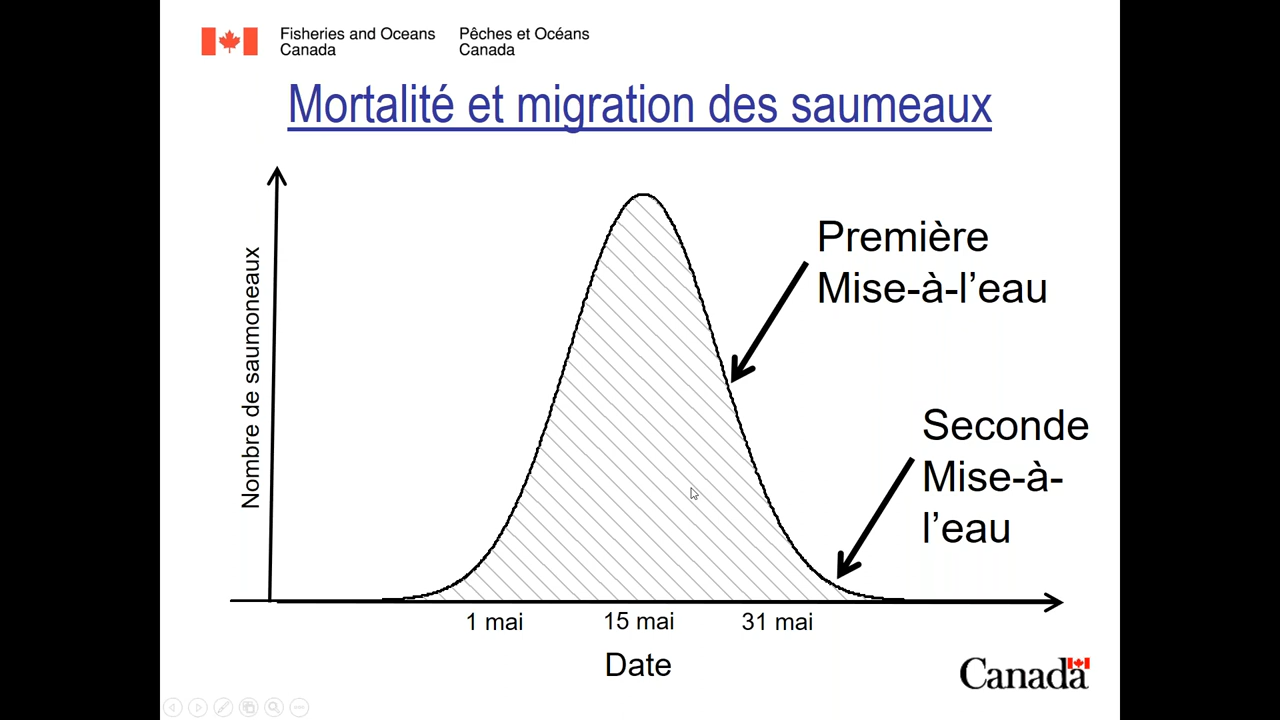 Fisheries and Oceans
Canada
Pêches et Océans
Canada
Mortalité et migration des saumeaux
Nombre de saumoneaux
Première
Mise-à-l’eau
Seconde
Mise-à-
l’eau
1 mai
15 mai
31 mai
Date
Canada